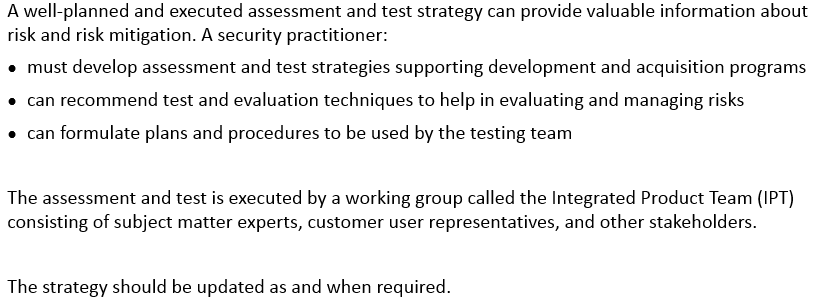 A well-planned and executed assessment and test strategy can provide valuable information about
risk and risk mitigation. A security practitioner:
• must develop assessment and test strategies supporting development and acquisition programs
• can recommend test and evaluation techniques to help in evaluating and managing risks
• can formulate plans and procedures to be used by the testing team
The assessment and test is executed by a working group called the Integrated Product Team (IPT)
consisting of subject matter experts, customer user representatives, and other stakeholders.
The strategy should be updated as and when required.